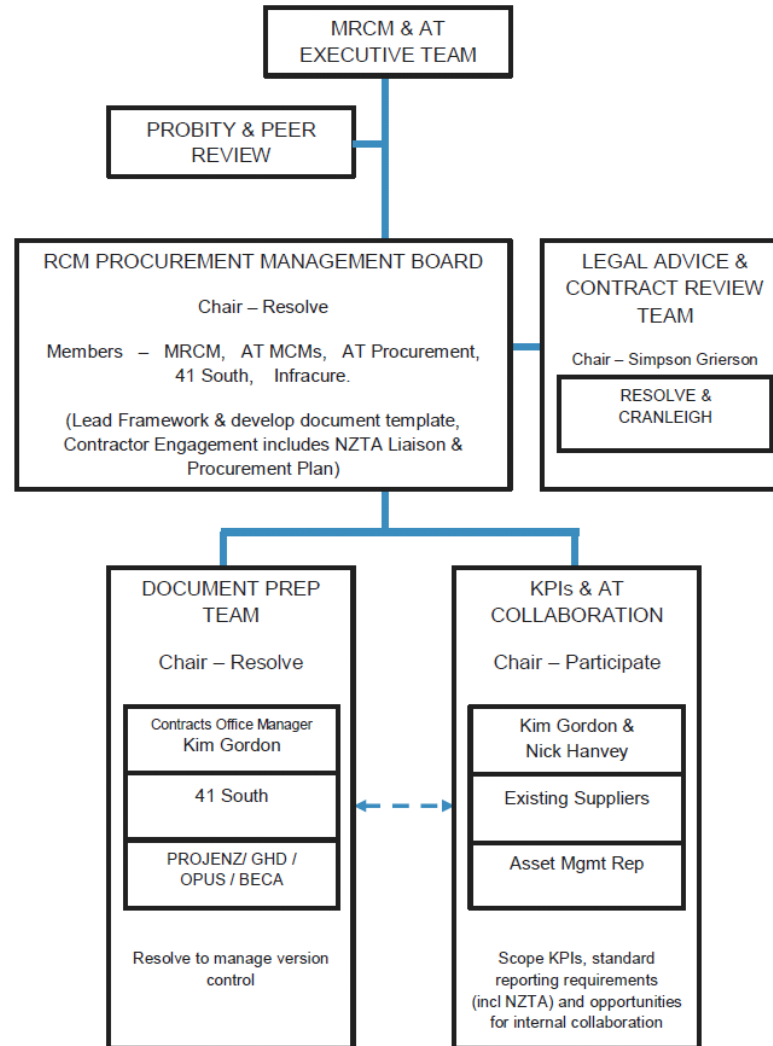 MRCM & AT
EXECUTIVE TEAM
PROBITY & PEER
REVIEW
RCM PROCUREMENT MANAGEMENT BOARD
Chair – Resolve
Members – MRCM, AT MCMs, AT Procurement,
41 South, Infracure.
(Lead Framework & develop document template,
Contractor Engagement includes NZTA Liaison &
Procurement Plan)
LEGAL ADVICE &
CONTRACT REVIEW
TEAM
Chair – Simpson Grierson
RESOLVE &
CRANLEIGH
DOCUMENT PREP
TEAM
Chair – Resolve
Contracts Office Manager
Kim Gordon
41 South
PROJENZ/ GHD /
OPUS / BECA
Resolve to manage version
control
KPIs & AT
COLLABORATION
Chair – Participate
Kim Gordon &
Nick Hanvey
Existing Suppliers
Asset Mgmt Rep
Scope KPIs, standard
reporting requirements
(incl NZTA) and opportunities
for internal collaboration